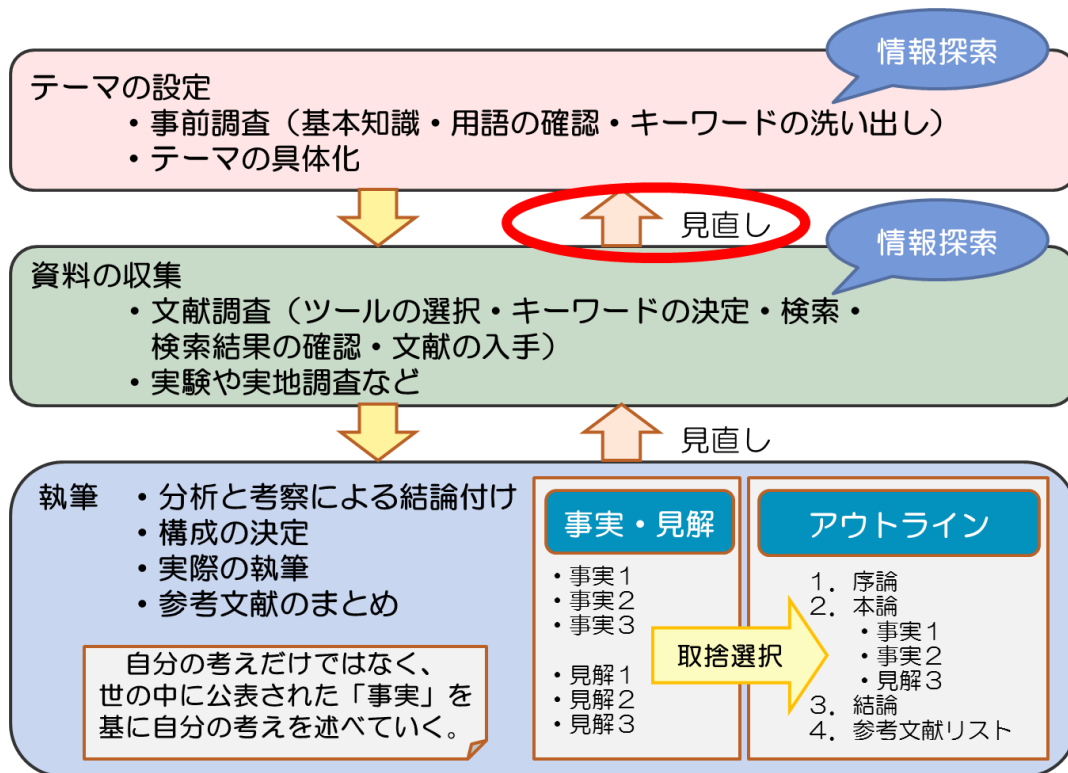 情報探索
テーマの設定
・事前調査（基本知識・用語の確認・キーワードの洗い出し）
・テーマの具体化
見直し
情報探索
資料の収集
・文献調査（ツールの選択・キーワードの決定・検索・
検索結果の確認・文献の入手）
・実験や実地調査など
見直し
執筆 ・分析と考察による結論付け
・構成の決定
・実際の執筆
・参考文献のまとめ
自分の考えだけではなく、
世の中に公表された「事実」を
基に自分の考えを述べていく。
事実・見解
・事実１
・事実２
・事実３
・見解１
・見解２
・見解３
取捨選択
アウトライン
１．序論
２．本論
・事実１
・事実２
・見解３
３．結論
４．参考文献リスト